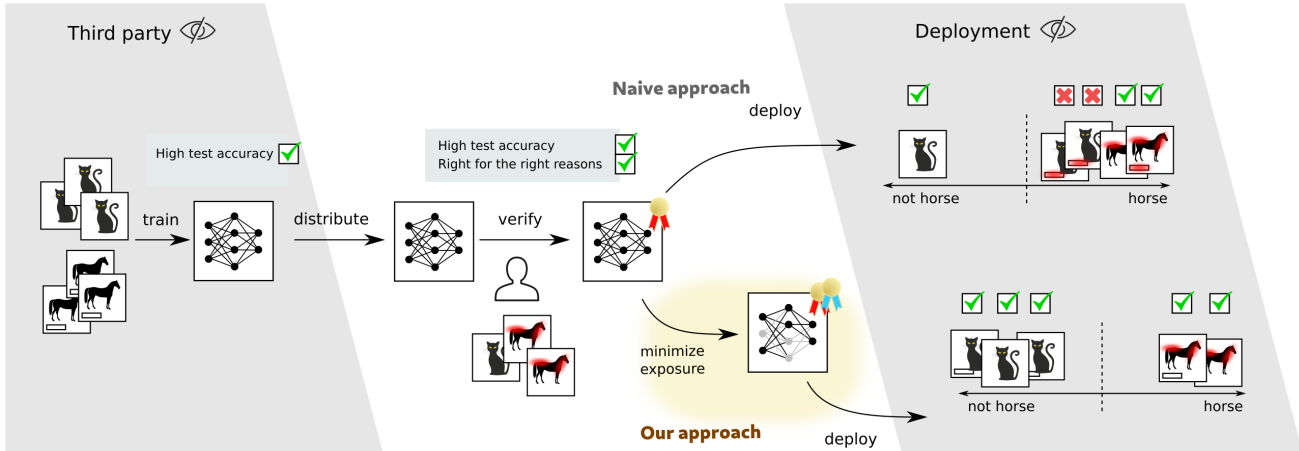 Third party
High test accuracy
train
distribute
High test accuracy
Right for the right reasons
verify
Naive approach
deploy
minimize
exposure
Our approach
deploy
Deployment
not horse
horse
not horse
horse